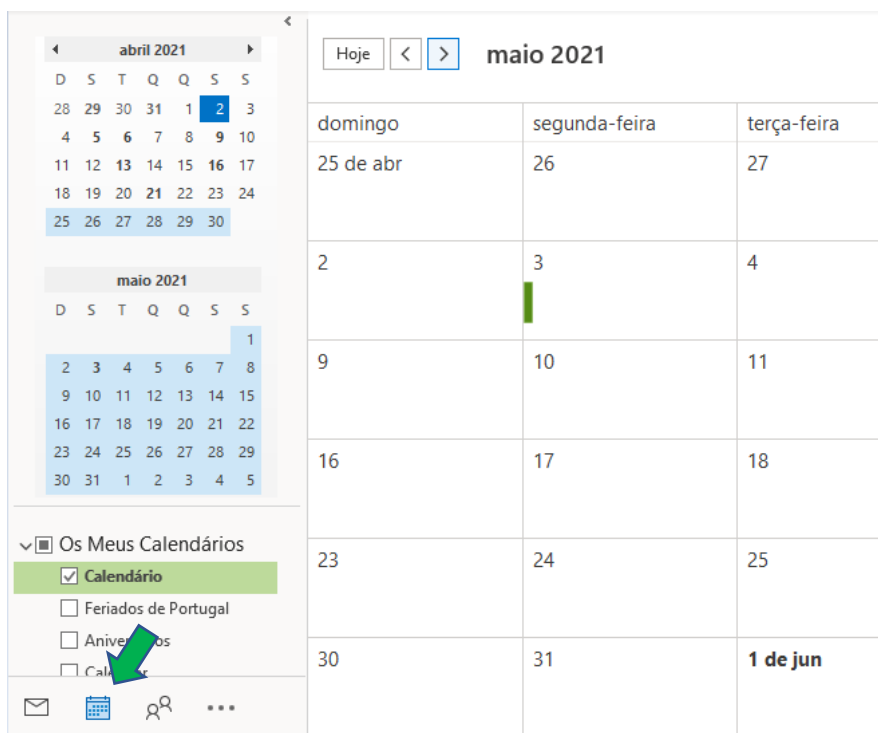 abril 2021
D S T Q Q S S
28 29 30 31 1 2 3
4 5 6 7 8 9 10
11 12 13 14 15 16 17
18 19 20 21 22 23 24
25 26 27 28 29 30
maio 2021
D S T Q Q S S
1
2 3 4 5 6 7 8
9 10 11 12 13 14 15
16 17 18 19 20 21 22
23 24 25 26 27 28 29
30 31 1 2 3 4 5
Os Meus Calendários
Calendário
Feriados de Portugal
Hoje maio 2021
domingo segunda-feira terça-feira
25 de abr 26 27
2 3 4
9 10 11
16 17 18
23 24 25
30 31 1 de jun